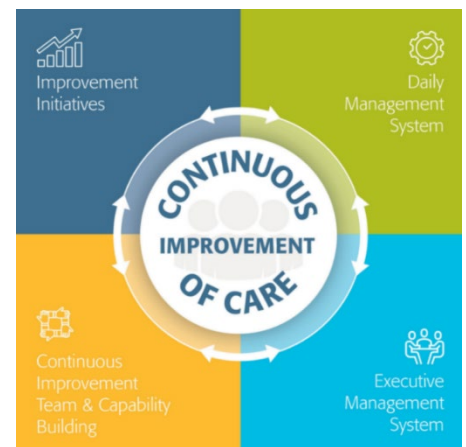 Improvement
Initiatives
Daily
Management
System
CONTINUOUS
IMPROVEMENT
OF CARE
Continuous
Improvement
Team & Capability
Building
Executive
Management
System